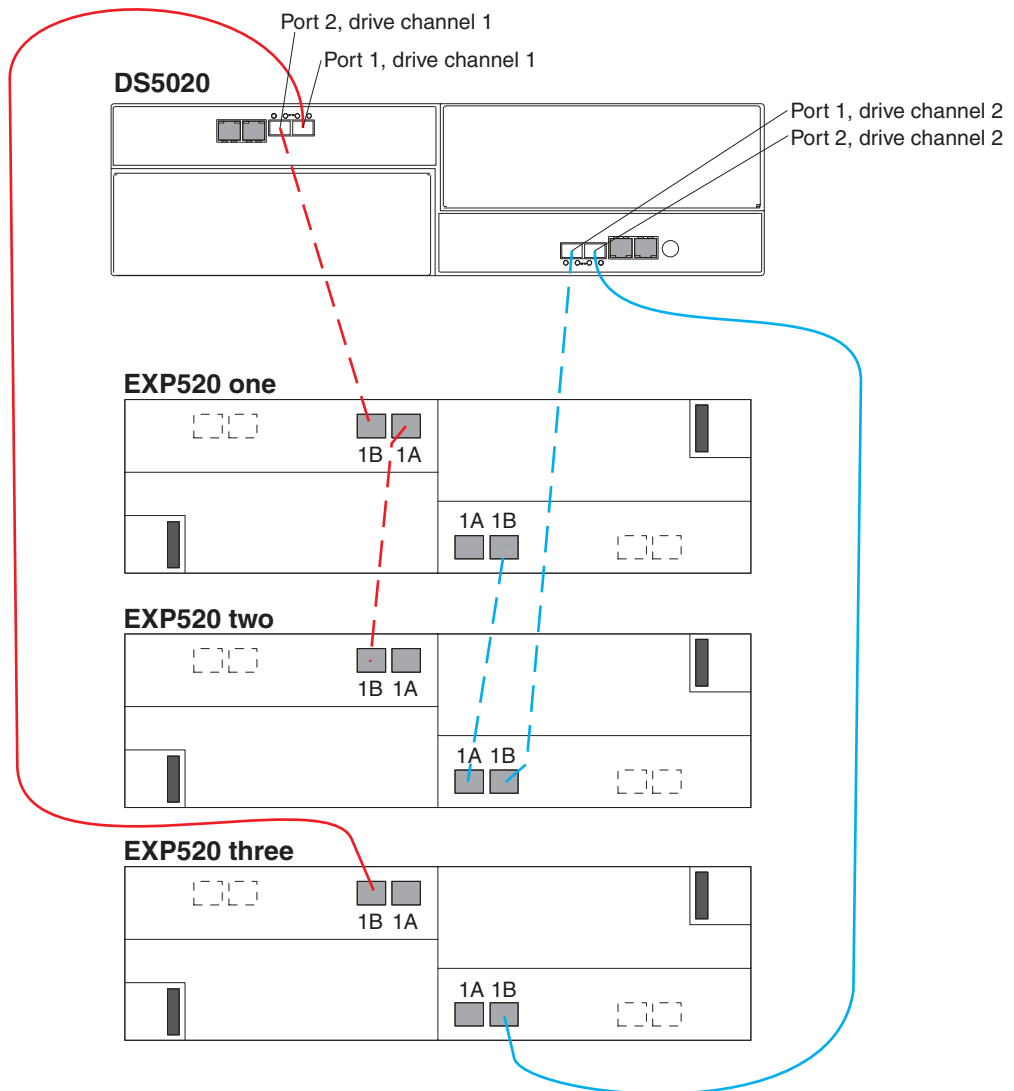 Port 2, drive channel 1
Port 1, drive channel 1
DS5020
Port 1, drive channel 2
Port 2, drive channel 2
EXP520 one
1B 1A
1A 1B
EXP520 two
1B 1A
1A 1B
EXP520 three
1B 1A
1A 1B